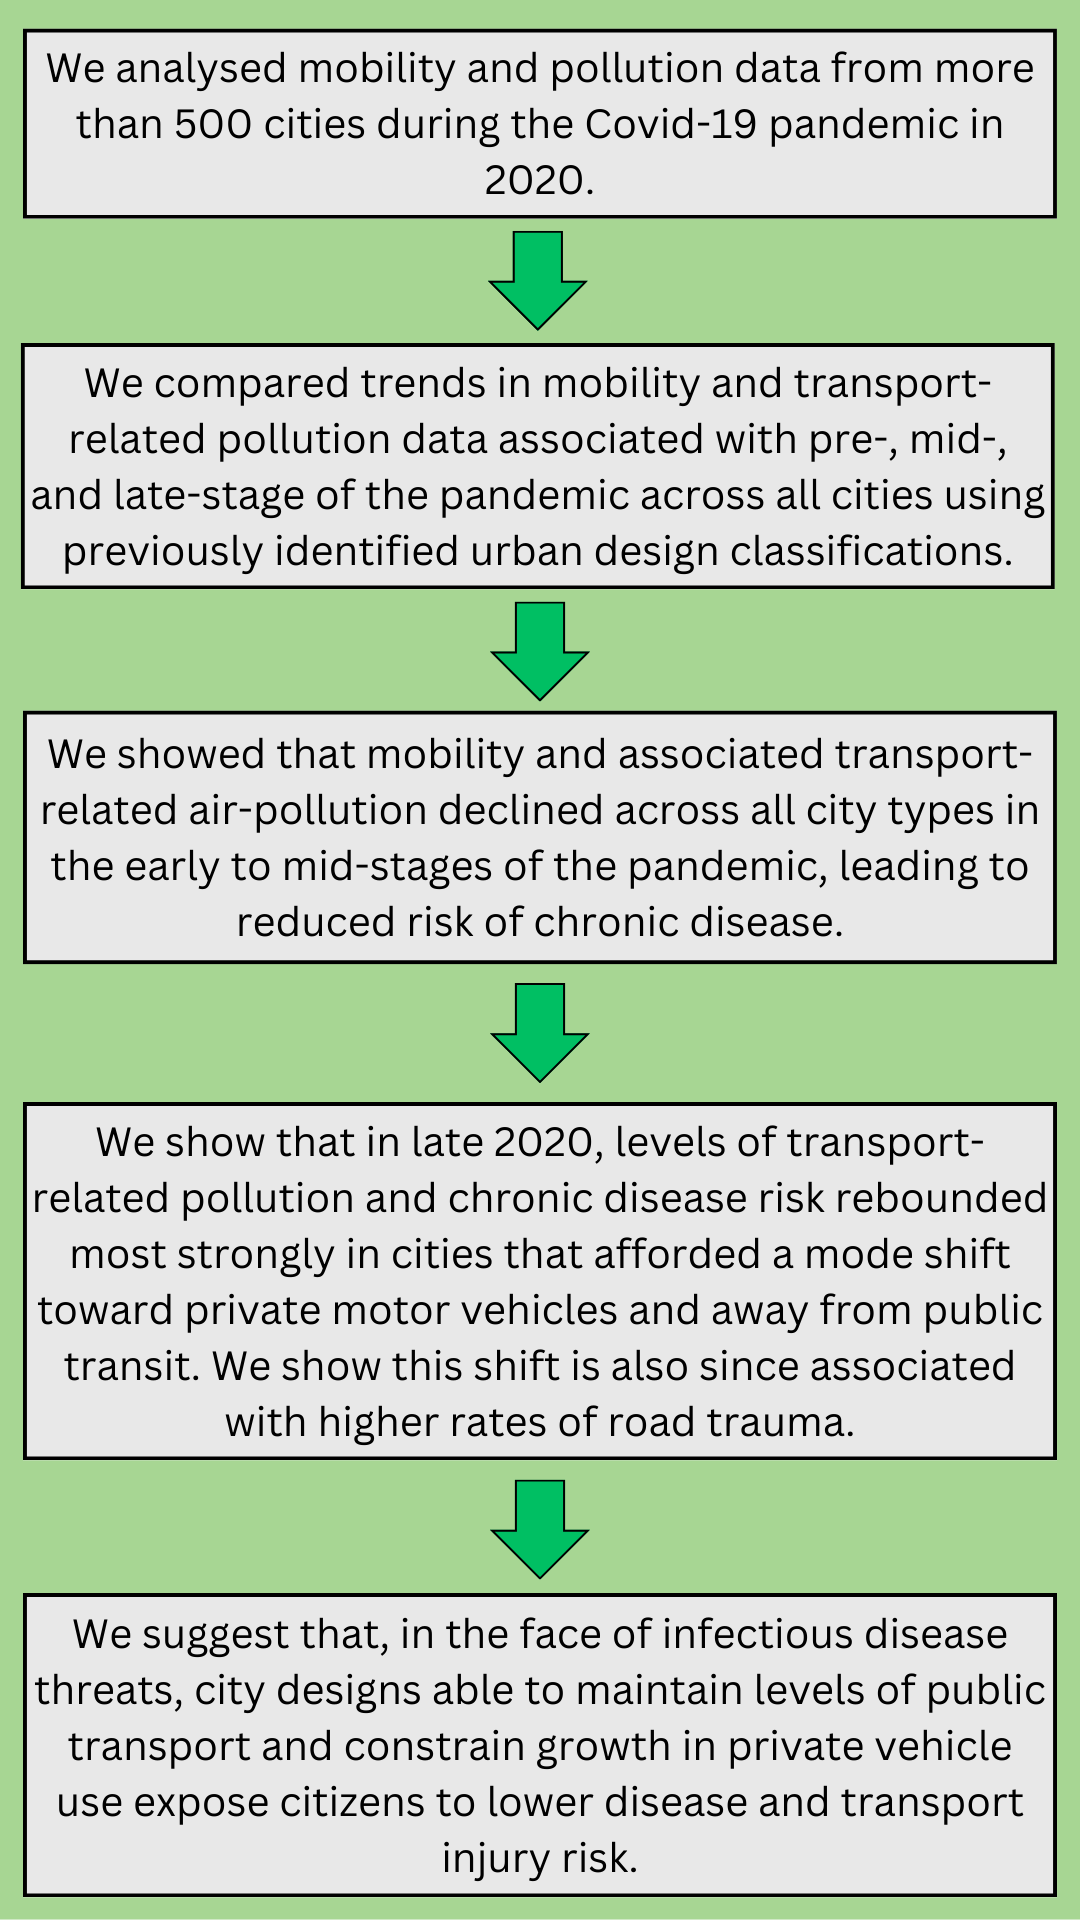 We analysed mobility and pollution data from more
than 500 cities during the Covid-19 pandemic in
2020.
We compared trends in mobility and transport-
related pollution data associated with pre-, mid-,
and late-stage of the pandemic across all cities using
previously identified urban design classifications.
We showed that mobility and associated transport-
related air-pollution declined across all city types in
the early to mid-stages of the pandemic, leading to
reduced risk of chronic disease.
We show that in late 2020, levels of transport-
related pollution and chronic disease risk rebounded
most strongly in cities that afforded a mode shift
toward private motor vehicles and away from public
transit. We show this shift is also since associated
with higher rates of road trauma.
We suggest that, in the face of infectious disease
threats, city designs able to maintain levels of public
transport and constrain growth in private vehicle
use expose citizens to lower disease and transport
injury risk.